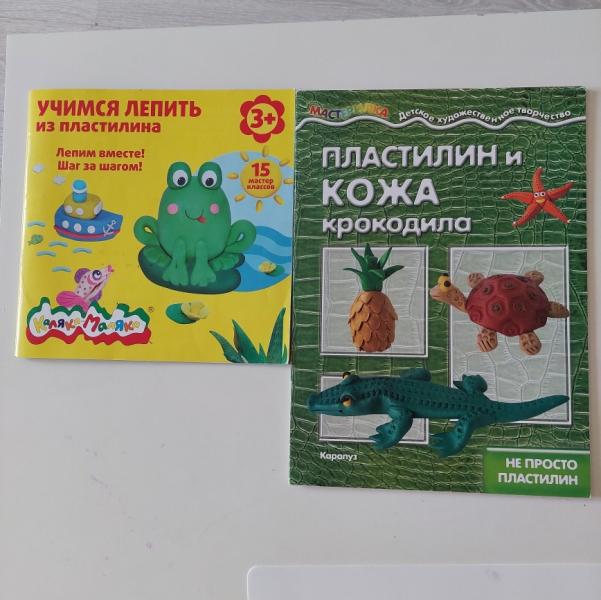 УЧИМСЯ ЛЕПИТЬ
ИЗ ПЛАСТИЛИНА
3+
Лепим вместе!
Шаг за шагом!
15
мастер
классов
Каляка-Маляка®
МАСТЕРИЛКА
Детское художественное творчество
ПЛАСТИЛИН и
КОЖА
крокодила
Карапуз
НЕ ПРОСТО
ПЛАСТИЛИН